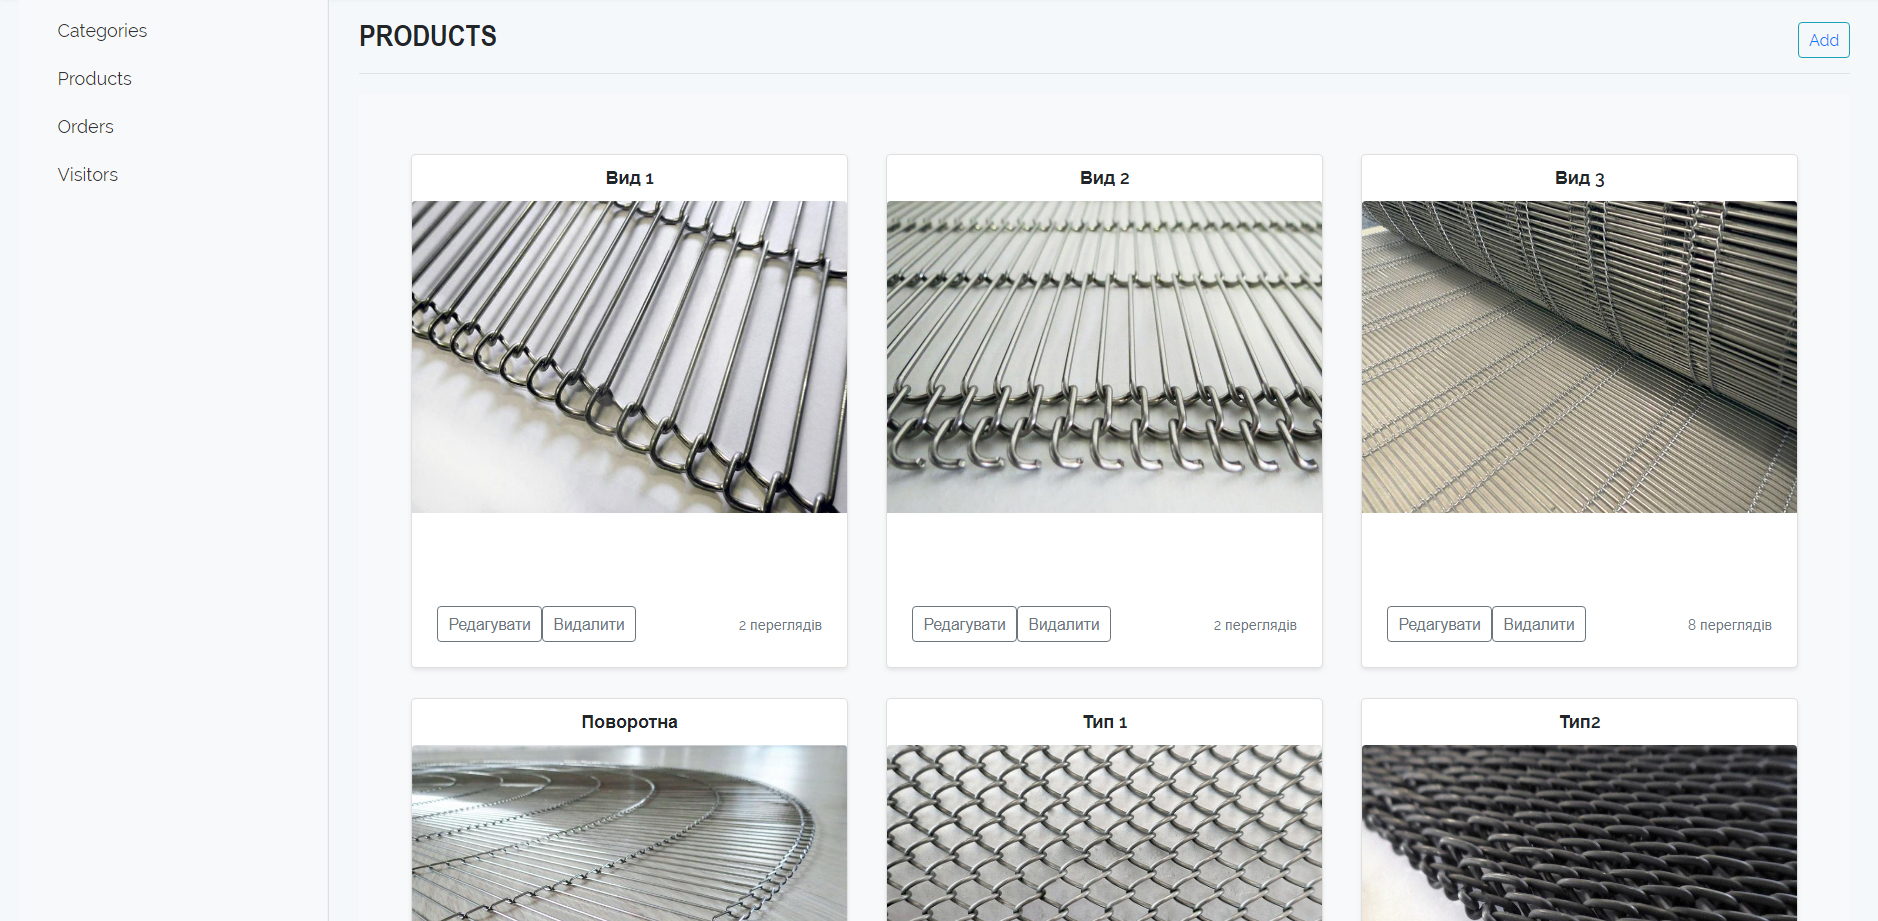 Categories
Products
Orders
Visitors
PRODUCTS
Add
Вид 1
Вид 2
Вид 3
Редагувати Видалити 2 переглядів
Редагувати Видалити 2 переглядів
Редагувати Видалити 8 переглядів
Поворотна
Тип 1
Тип2